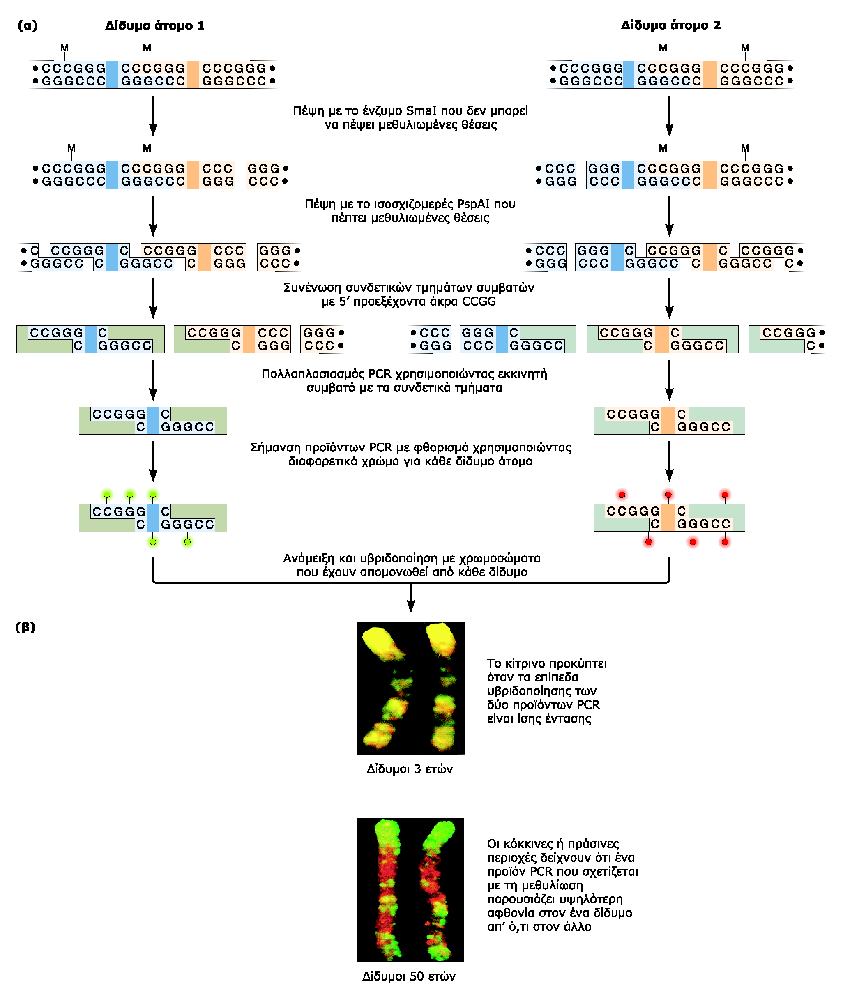 (α) Δίδυμο άτομο 1 Δίδυμο άτομο 2
M M M M
• CCCGGG CCCGGG CCCGGG • • CCCGGG CCCGGG CCCGGG •
• GGGCCC GGGCCC GGGCCC • • GGGCCC GGGCCC GGGCCC •
Πέψη με το ένζυμο SmaI που δεν μπορεί
να πέψει μεθυλιωμένες θέσεις
M M M M
• CCCGGG CCCGGG CCC GGG • • CCC GGG CCCGGG CCCGGG •
• GGGCCC GGGCCC GGG CCC • • GGG CCC GGGCCC GGGCCC •
Πέψη με το ισοσχιζομερές PspAI που
πέπτει μεθυλιωμένες θέσεις
• C CCGGG C CCGGG CCC GGG • • CCC GGG C CCGGG C CCGGG •
• GGGCC C GGGCC C GGG CCC • • GGG CCC GGGCC C GGGCC C •
Συνένωση συνδετικών τμημάτων συμβατών
με 5’ προεξέχοντα άκρα CCGG
CCGGG C CCGGG CCC GGG • • CCC GGG C CCGGG C CCGGG •
C GGGCC C GGG CCC • • GGG CCC GGGCC C GGGCC C •
Πολλαπλασιασμός PCR χρησιμοποιώντας εκκινητή
συμβατό με τα συνδετικά τμήματα
CCGGG C CCGGG C
C GGGCC C GGGCC
Σήμανση προϊόντων PCR με φθορισμό χρησιμοποιώντας
διαφορετικό χρώμα για κάθε δίδυμο άτομο
CCGGG C CCGGG C
C GGGCC C GGGCC
Ανάμειξη και υβριδοποίηση με χρωμοσώματα
που έχουν απομονωθεί από κάθε δίδυμο
(β)
Το κίτρινο προκύπτει
όταν τα επίπεδα
υβριδοποίησης των
δύο προϊόντων PCR
είναι ίσης έντασης
Δίδυμοι 3 ετών
Οι κόκκινες ή πράσινες
περιοχές δείχνουν ότι ένα
προϊόν PCR που σχετίζεται
με τη μεθυλίωση
παρουσιάζει υψηλότερη
αφθονία στον ένα δίδυμο
απ’ ό,τι στον άλλο
Δίδυμοι 50 ετών